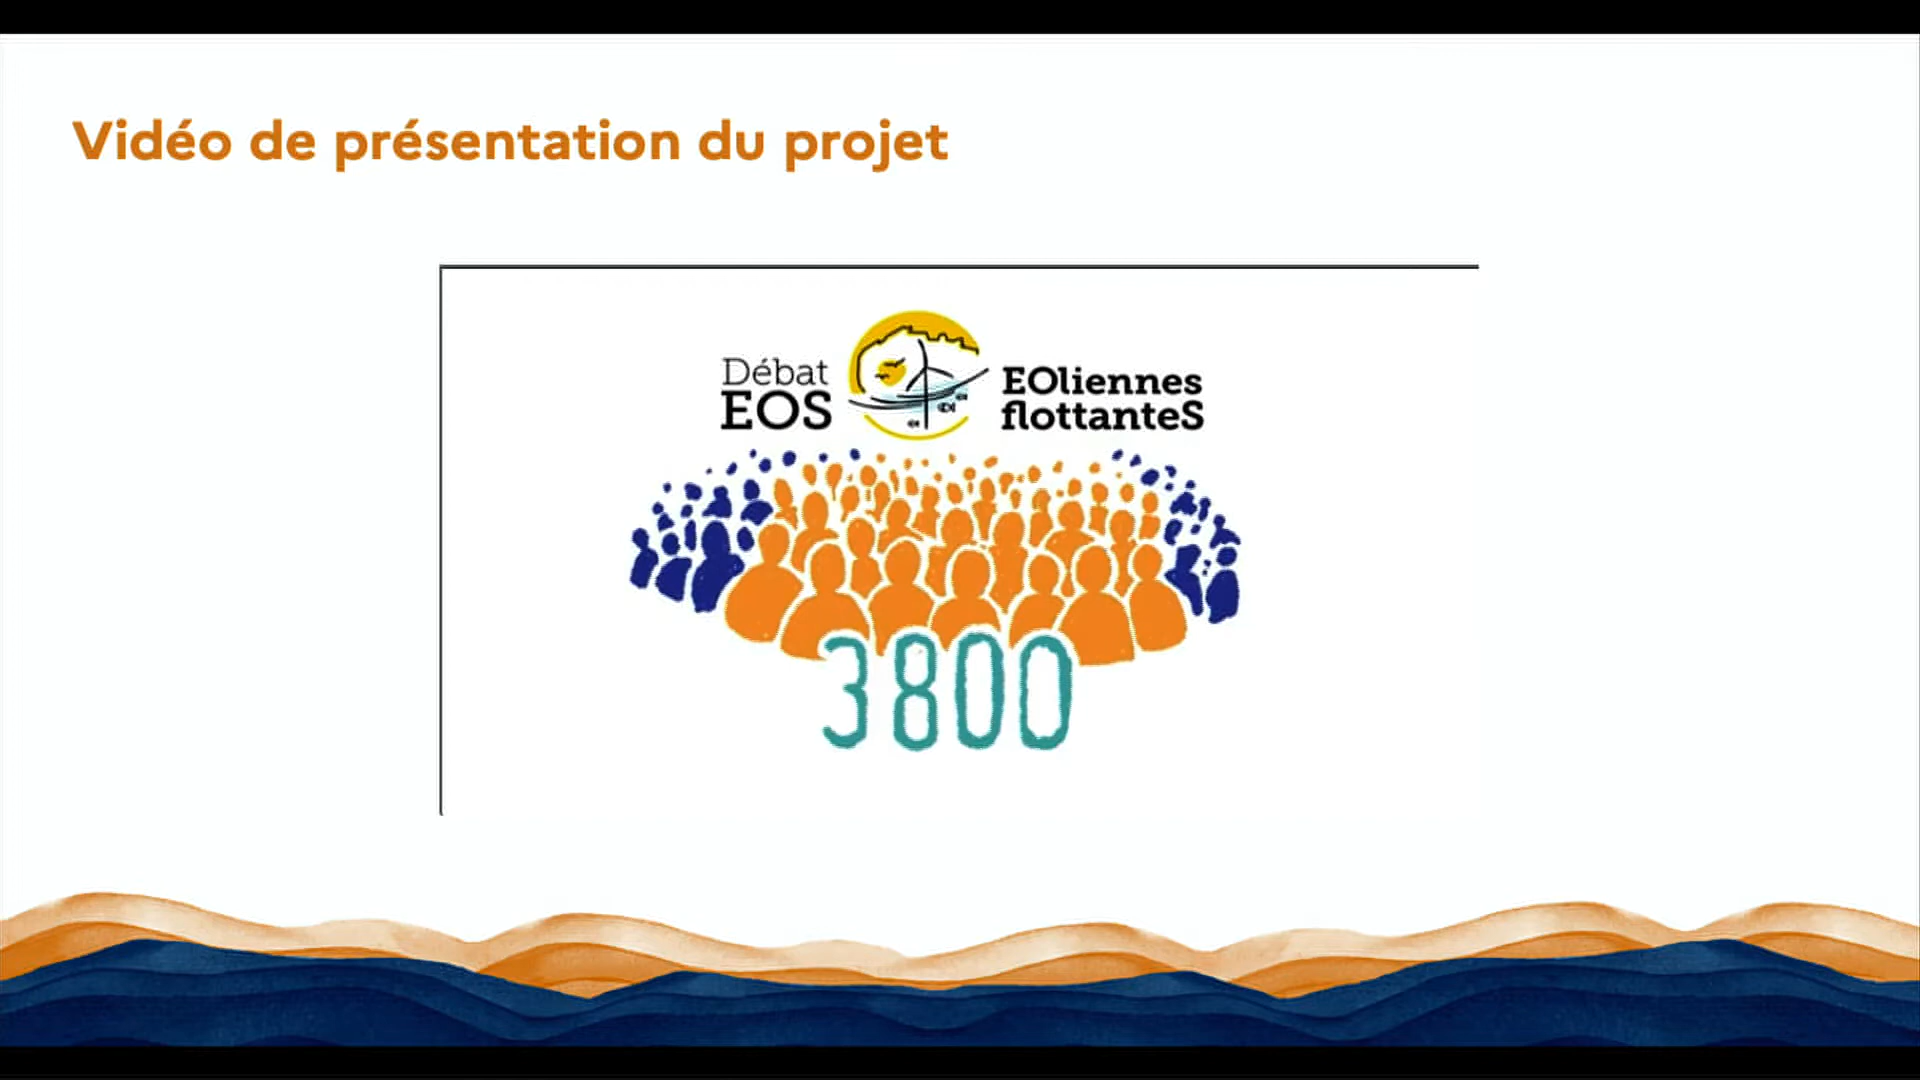 Vidéo de présentation du projet
Débat
EOS
EOliennes
flottanteS
3800